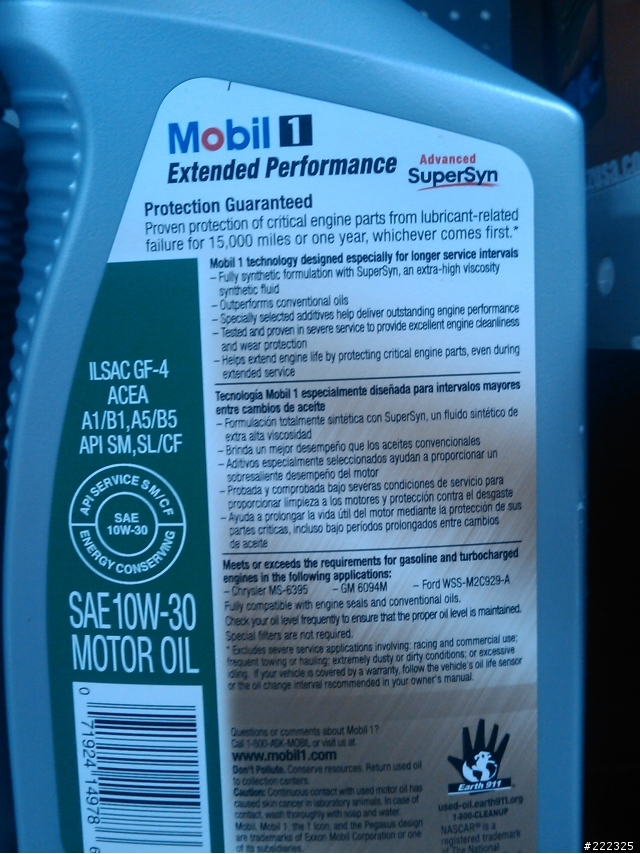 Mobil 1
Extended Performance
Advanced
SuperSyn
Protection Guaranteed
Proven protection of critical engine parts from lubricant-related
failure for 15,000 miles or one year, whichever comes first.*
Mobil 1 technology designed especially for longer service intervals
– Fully synthetic formulation with SuperSyn, an extra-high viscosity
synthetic fluid
– Outperforms conventional oils
– Specially selected additives help deliver outstanding engine performance
– Tested and proven in severe service to provide excellent engine cleanliness
and wear protection
– Helps extend engine life by protecting critical engine parts, even during
extended service
Tecnología Mobil 1 especialmente diseñada para intervalos mayores
entre cambios de aceite
– Formulación totalmente sintética con SuperSyn, un fluido sintético de
extra alta viscosidad
– Brinda un mejor desempeño que los aceites convencionales
– Aditivos especialmente seleccionados ayudan a proporcionar un
sobresaliente desempeño del motor
– Probada y comprobada bajo severas condiciones de servicio para
proporcionar limpieza a los motores y protección contra el desgaste
– Ayuda a prolongar la vida útil del motor mediante la protección de sus
partes críticas, incluso bajo períodos prolongados entre cambios
de aceite
Meets or exceeds the requirements for gasoline and turbocharged
engines in the following applications:
– Chrysler MS-6395 – GM 6094M – Ford WSS-M2C929-A
Fully compatible with engine seals and conventional oils.
Check your oil level frequently to ensure that the proper oil level is maintained.
Special filters are not required.
* Excludes severe service applications involving: racing and commercial use;
frequent towing or hauling; extremely dusty or dirty conditions; or excessive
idling. If your vehicle is covered by a warranty, follow the vehicle's oil life sensor
or the oil change interval recommended in your owner's manual.
ILSAC GF-4
ACEA
A1/B1,A5/B5
API SM,SL/CF
API SERVICE SM/CF
SAE
10W-30
ENERGY CONSERVING
SAE 10W-30
MOTOR OIL
0 71924 14978 6
Questions or comments about Mobil 1?
Call 1-800-ASK-MOBIL or visit us at
www.mobil1.com
Don't Pollute. Conserve resources. Return used oil
to collection centers.
Caution: Continuous contact with used motor oil has
caused skin cancer in laboratory animals. In case of
contact, wash thoroughly with soap and water.
Mobil, Mobil 1, the 1 Icon, and the Pegasus design
are trademarks of Exxon Mobil Corporation or one
of its subsidiaries.
Earth 911
used-oil.earth911.org
1-800-CLEANUP
NASCAR® is a
registered trademark
of The National
#222325